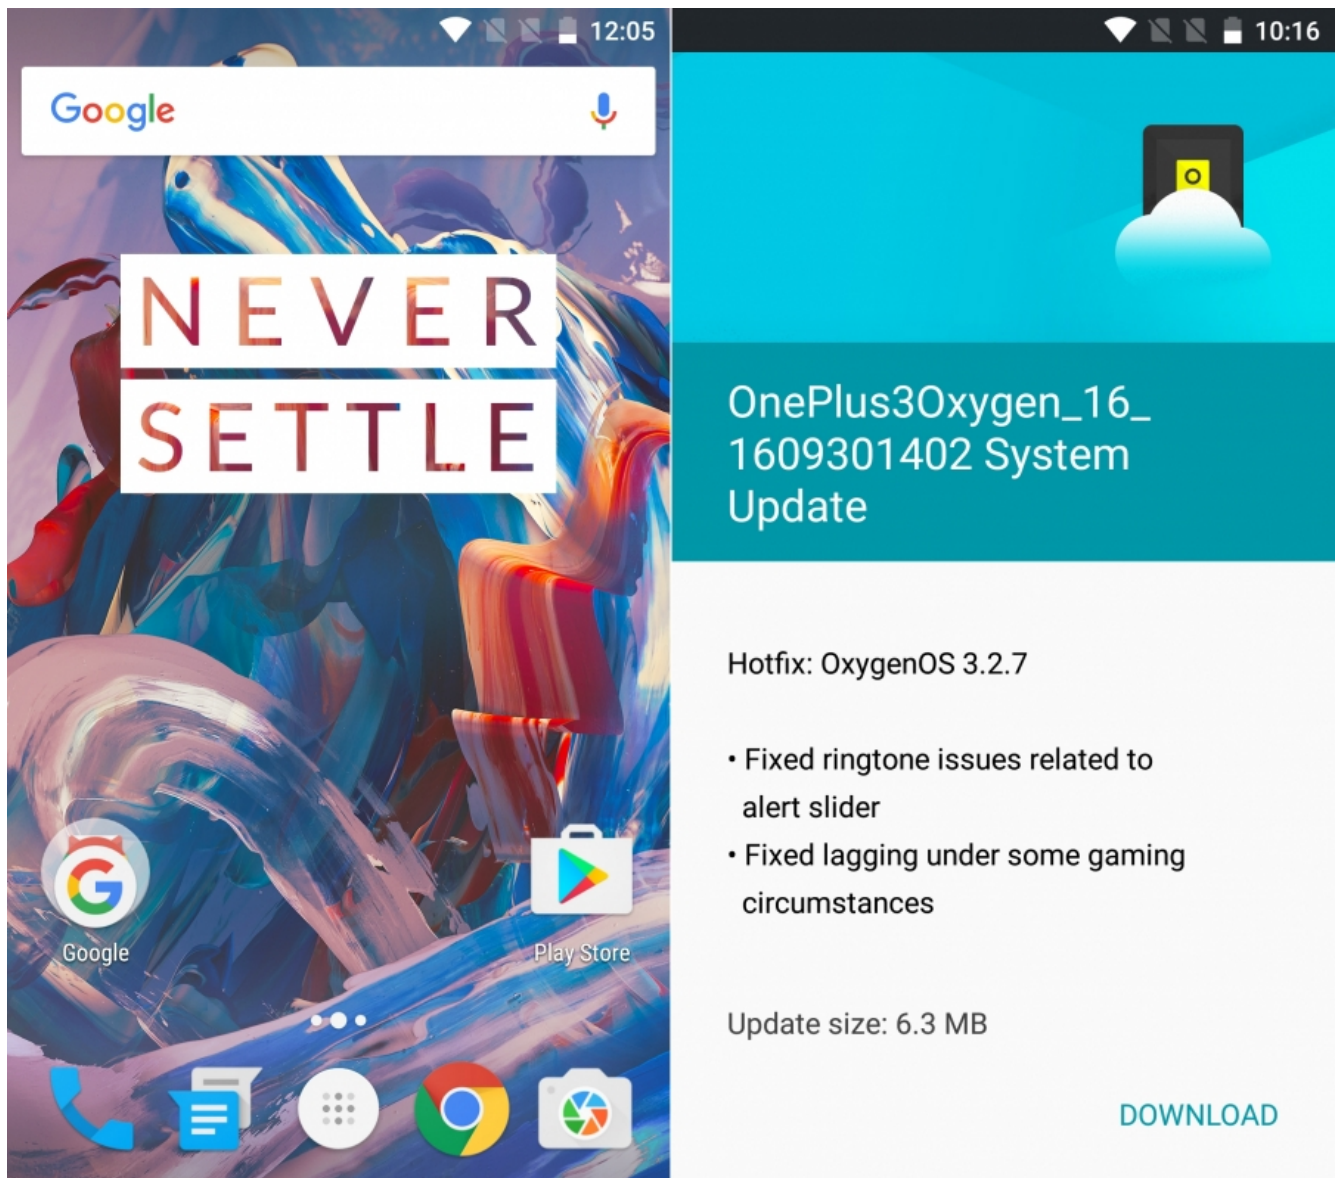 12:05
Google
NEVER
SETTLE
Google
Play Store
10:16
OnePlus3Oxygen_16_
1609301402 System
Update
Hotfix: OxygenOS 3.2.7
• Fixed ringtone issues related to
alert slider
• Fixed lagging under some gaming
circumstances
Update size: 6.3 MB
DOWNLOAD